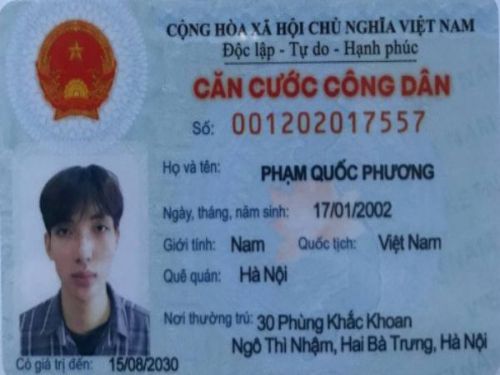 CỘNG HÒA XÃ HỘI CHỦ NGHĨA VIỆT NAM
Độc lập - Tự do - Hạnh phúc
CĂN CƯỚC CÔNG DÂN
Số: 001202017557
Họ và tên: PHẠM QUỐC PHƯƠNG
Ngày, tháng, năm sinh: 17/01/2002
Giới tính: Nam Quốc tịch: Việt Nam
Quê quán: Hà Nội
Nơi thường trú: 30 Phùng Khắc Khoan
Ngô Thì Nhậm, Hai Bà Trưng, Hà Nội
Có giá trị đến: 15/08/2030